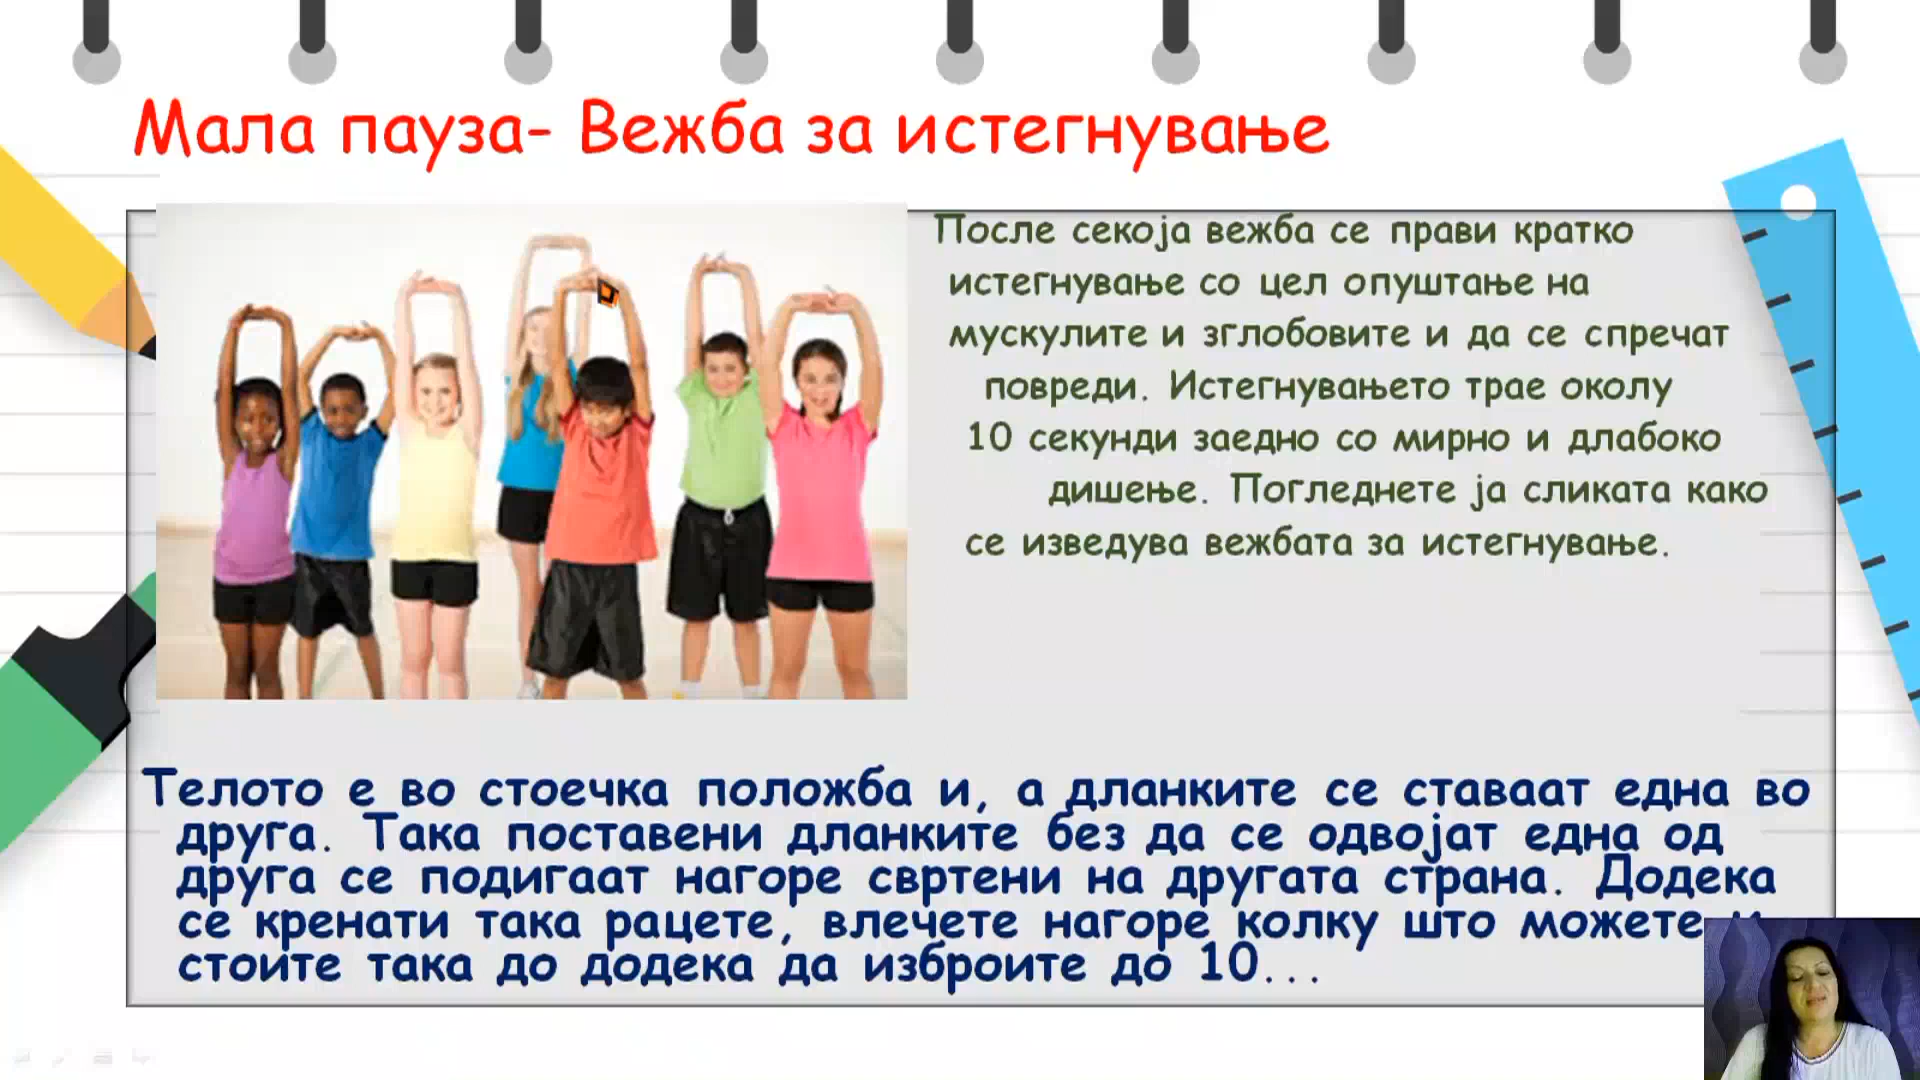 Мала пауза- Вежба за истегнување
После секоја вежба се прави кратко
истегнување со цел опуштање на
мускулите и зглобовите и да се спречат
повреди. Истегнувањето трае околу
10 секунди заедно со мирно и длабоко
дишење. Погледнете ја сликата како
се изведува вежбата за истегнување.
Телото е во стоечка положба и, а дланките се ставаат една во
друга. Така поставени дланките без да се одвојат една од
друга се подигаат нагоре свртени на другата страна. Додека
се кренати така рацете, влечете нагоре колку што можете и
стоите така до додека да изброите до 10...